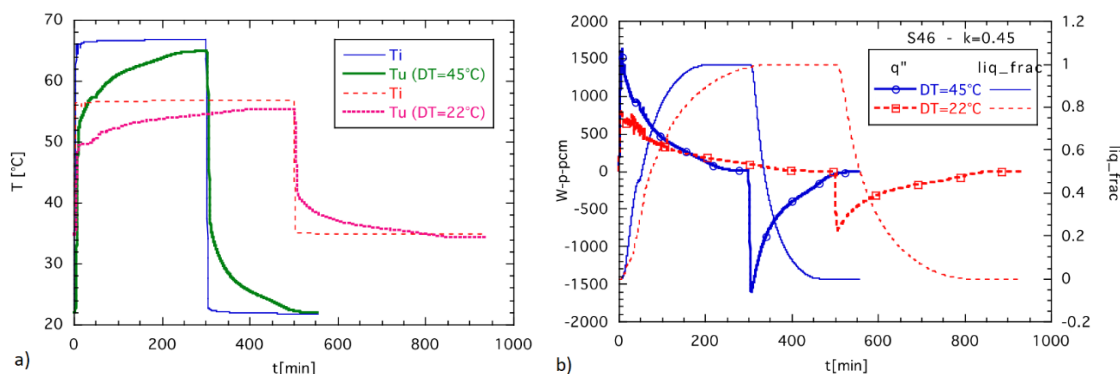 a)
T [°C]
70
60
50
40
30
20
Ti
Tu (DT=45°C)
Ti
Tu (DT=22°C)
0 200 400 600 800 1000
t[min]
b)
W-p-pcm
2000
1500
1000
500
0
-500
-1000
-1500
-2000
S46 - k=0.45
q" liq_frac
DT=45°C
DT=22°C
1.2
1
0.8
0.6
0.4
0.2
0
-0.2
liq_frac
0 200 400 600 800 1000
t[min]